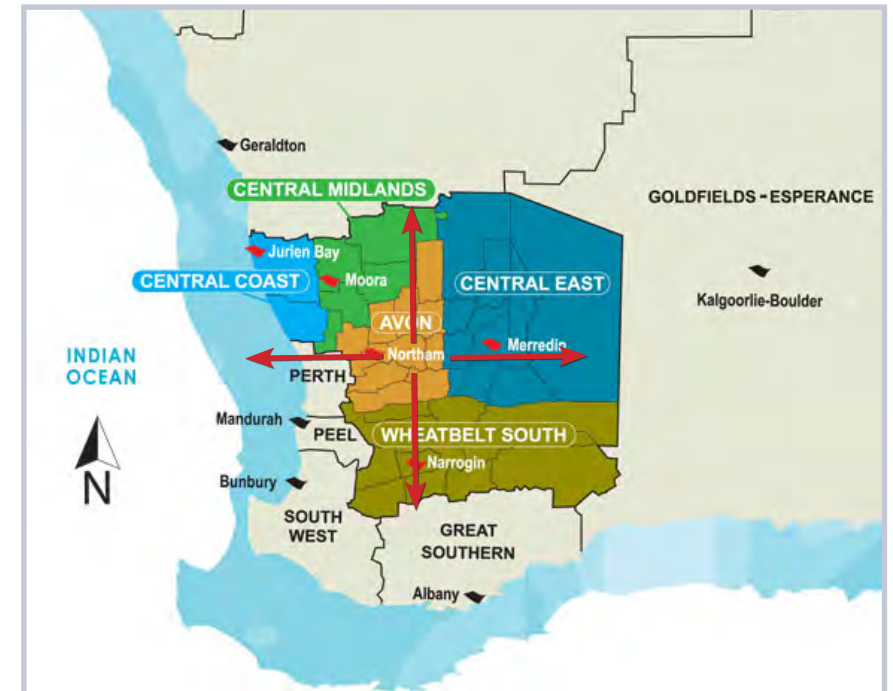 Geraldton
CENTRAL MIDLANDS
GOLDFIELDS - ESPERANCE
Jurien Bay
CENTRAL COAST
Moora
CENTRAL EAST
Kalgoorlie-Boulder
AVON
Merredin
Northam
INDIAN
OCEAN
PERTH
Mandurah
PEEL
WHEATBELT SOUTH
Narrogin
N
Bunbury
SOUTH
WEST
GREAT
SOUTHERN
Albany